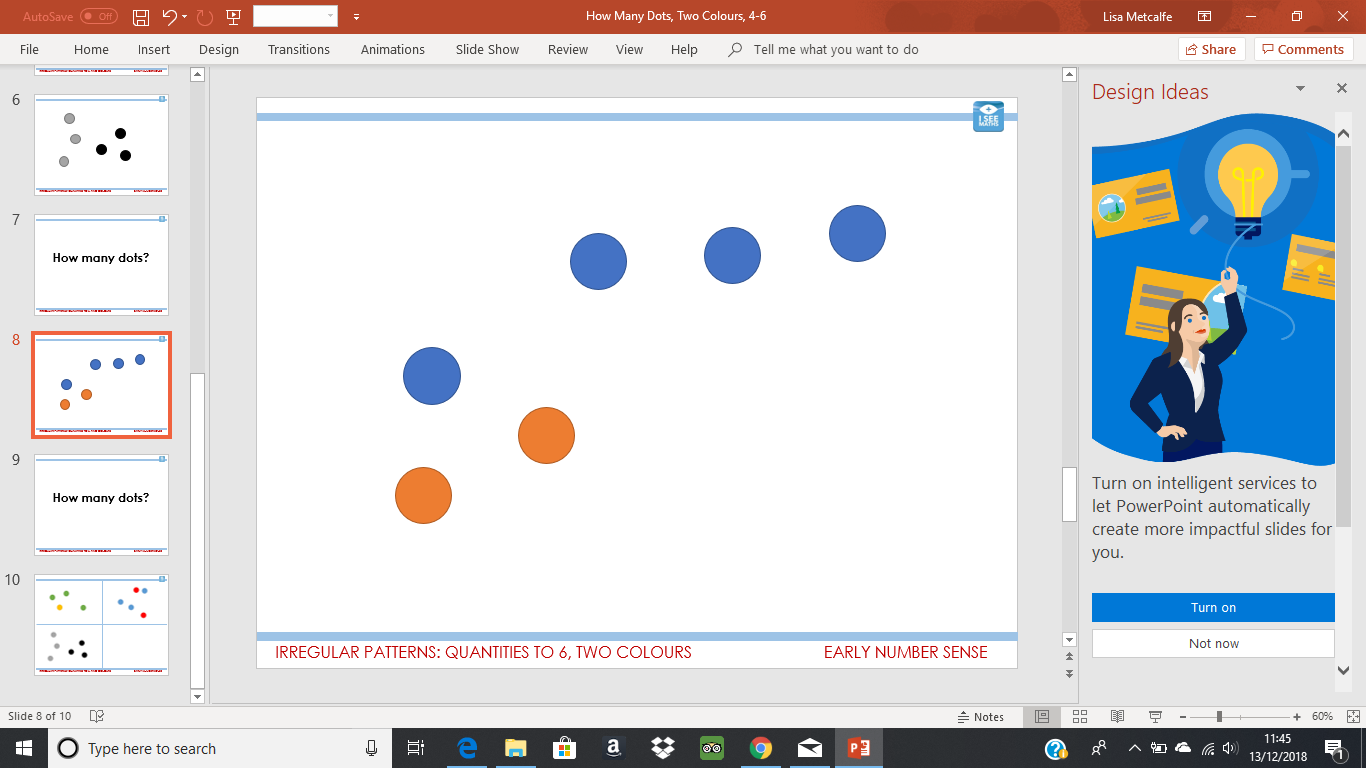 AutoSave Off
How Many Dots, Two Colours, 4-6
Lisa Metcalfe
File Home Insert Design Transitions Animations Slide Show Review View Help Tell me what you want to do
Share Comments
6
7
How many dots?
8
9
How many dots?
10
I SEE
MATHS
IRREGULAR PATTERNS: QUANTITIES TO 6, TWO COLOURS EARLY NUMBER SENSE
Design Ideas
Turn on intelligent services to
let PowerPoint automatically
create more impactful slides for
you.
Turn on
Not now
Slide 8 of 10 Notes 60%
Type here to search
11:45
13/12/2018
1